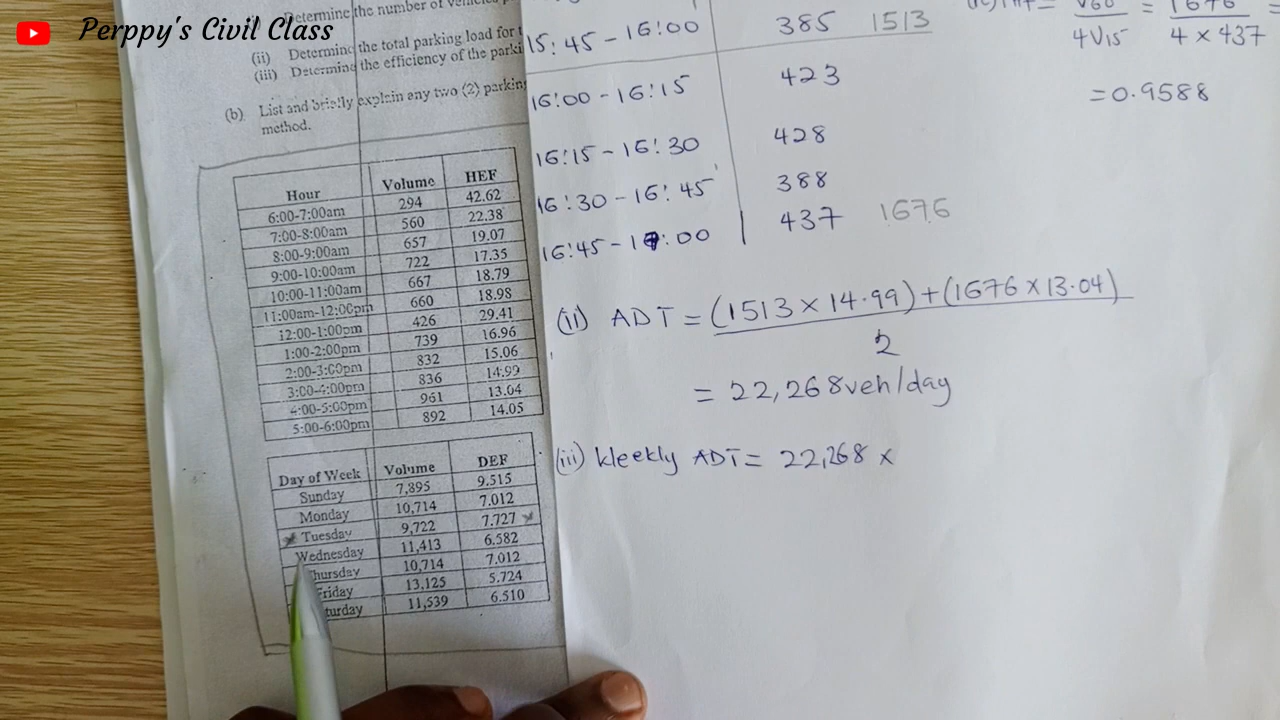 Perppy's Civil Class
Determine the number of vehicles
(ii) Determine the total parking load for
(iii) Determine the efficiency of the parki
(b) List and briefly explain any two (2) parking
method.
Hour Volume HEF
6:00-7:00am 294 42.62
7:00-8:00am 560 22.38
8:00-9:00am 657 19.07
9:00-10:00am 722 17.35
10:00-11:00am 667 18.79
11:00am-12:00pm 660 18.98
12:00-1:00pm 426 29.41
1:00-2:00pm 739 16.96
2:00-3:00pm 832 15.06
3:00-4:00pm 836 14.99
4:00-5:00pm 961 13.04
5:00-6:00pm 892 14.05
Day of Week Volume DEF
Sunday 7,895 9.515
Monday 10,714 7.012
Tuesday 9,722 7.727
Wednesday 11,413 6.582
hursday 10,714 7.012
riday 13,125 5.724
turday 11,539 6.510
15:45 - 16:00 385 1513
16:00 - 16:15 423
16:15 - 16:30 428
16:30 - 16:45 388
16:45 - 17:00 437 1676
= V60 / 4V15 = 1676 / 4 × 437 =
= 0.9588
(ii) ADT = (1513 × 14.99) + (1676 × 13.04)
2
= 22,268veh/day
(iii) Weekly ADT = 22,268 ×